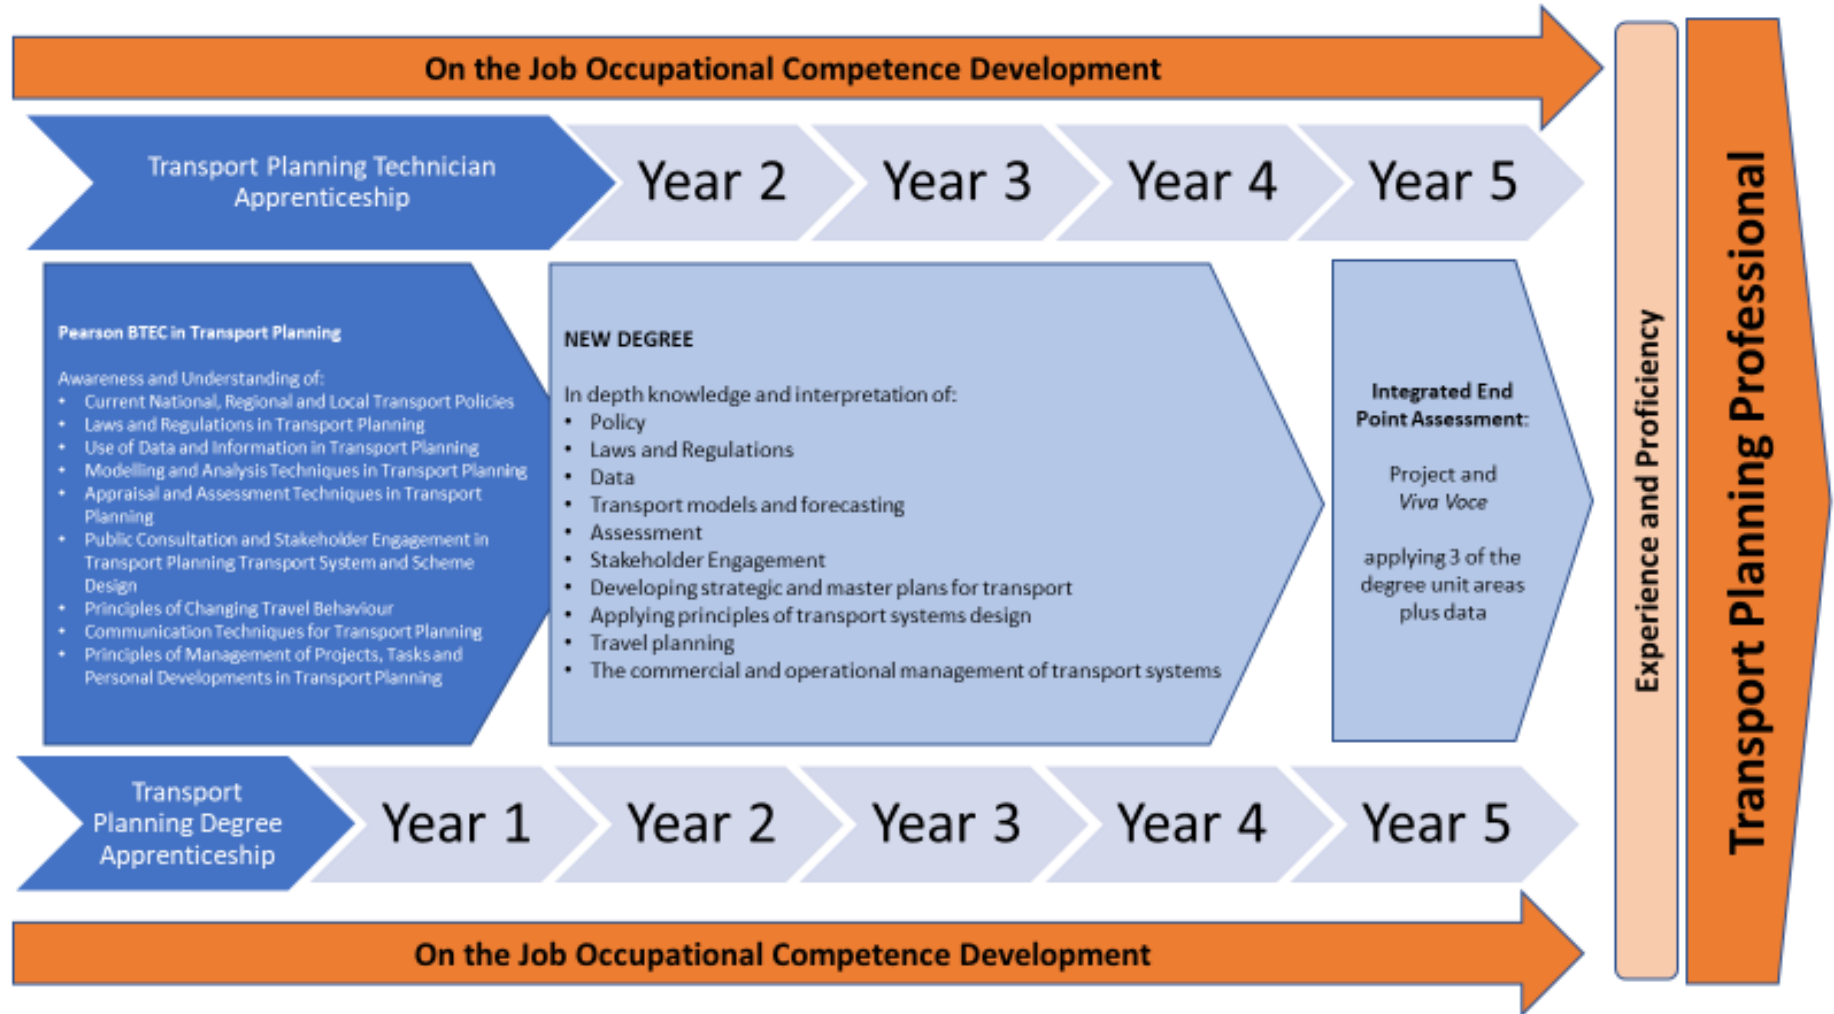 On the Job Occupational Competence Development
Transport Planning Technician
Apprenticeship
Year 2
Year 3
Year 4
Year 5
Pearson BTEC in Transport Planning
Awareness and Understanding of:
• Current National, Regional and Local Transport Policies
• Laws and Regulations in Transport Planning
• Use of Data and Information in Transport Planning
• Modelling and Analysis Techniques in Transport Planning
• Appraisal and Assessment Techniques in Transport
Planning
• Public Consultation and Stakeholder Engagement in
Transport Planning Transport System and Scheme
Design
• Principles of Changing Travel Behaviour
• Communication Techniques for Transport Planning
• Principles of Management of Projects, Tasks and
Personal Developments in Transport Planning
NEW DEGREE
In depth knowledge and interpretation of:
• Policy
• Laws and Regulations
• Data
• Transport models and forecasting
• Assessment
• Stakeholder Engagement
• Developing strategic and master plans for transport
• Applying principles of transport systems design
• Travel planning
• The commercial and operational management of transport systems
Integrated End
Point Assessment:
Project and
Viva Voce
applying 3 of the
degree unit areas
plus data
Transport
Planning Degree
Apprenticeship
Year 1
Year 2
Year 3
Year 4
Year 5
On the Job Occupational Competence Development
Experience and Proficiency
Transport Planning Professional